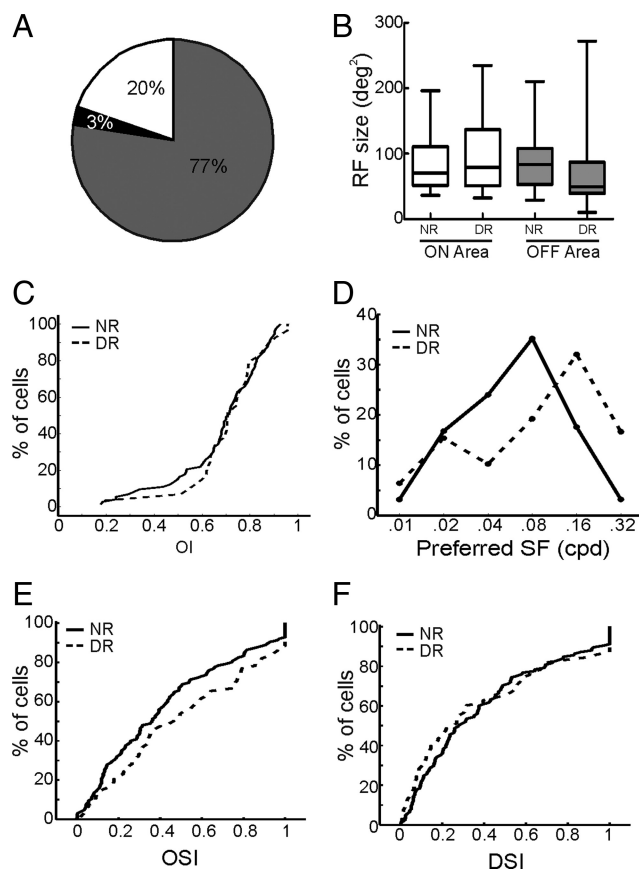 A
20%
3%
77%
B
RF size (deg²)
300
200
100
0
NR
DR
NR
DR
ON Area
OFF Area
C
NR
DR
% of cells
100
80
60
40
20
0
0
0.2
0.4
0.6
0.8
1
OI
D
NR
DR
% of cells
40
35
30
25
20
15
10
5
0
.01
.02
.04
.08
.16
.32
Preferred SF (cpd)
E
NR
DR
% of cells
100
80
60
40
20
0
0.2
0.4
0.6
0.8
1
OSI
F
NR
DR
% of cells
100
80
60
40
20
0
0.2
0.4
0.6
0.8
1
DSI